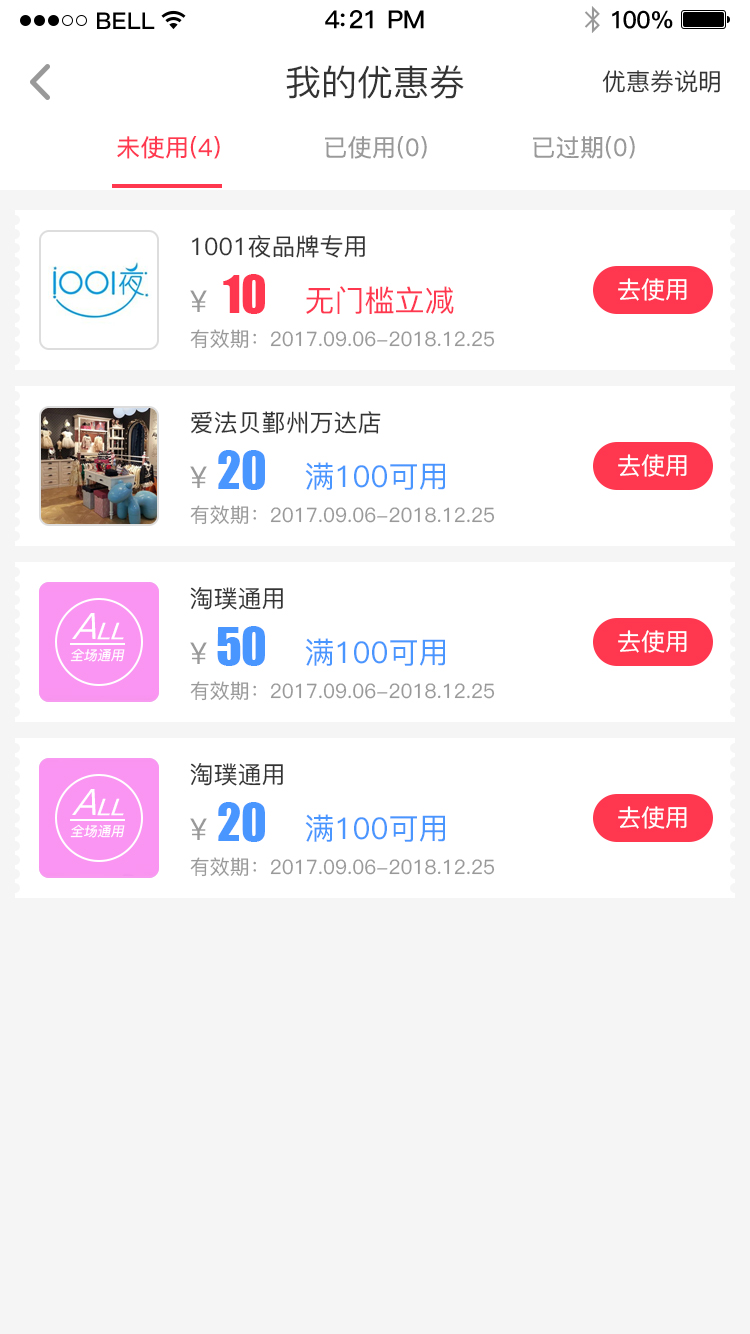 BELL 4:21 PM 100%
我的优惠券 优惠券说明
未使用(4) 已使用(0) 已过期(0)
1001夜
1001夜品牌专用
¥ 10 无门槛立减
有效期：2017.09.06-2018.12.25
去使用
爱法贝鄞州万达店
¥ 20 满100可用
有效期：2017.09.06-2018.12.25
去使用
ALL
全场通用
淘璞通用
¥ 50 满100可用
有效期：2017.09.06-2018.12.25
去使用
ALL
全场通用
淘璞通用
¥ 20 满100可用
有效期：2017.09.06-2018.12.25
去使用